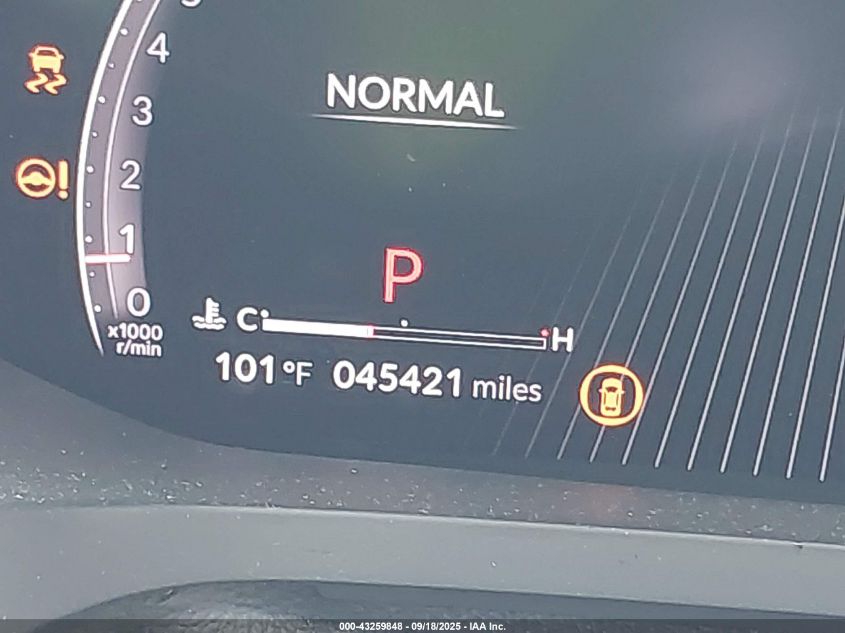 4
3
NORMAL
2
1
P
0
x1000
r/min
C H
101 °F 045421 miles
000-43259848 - 09/18/2025 - IAA Inc.